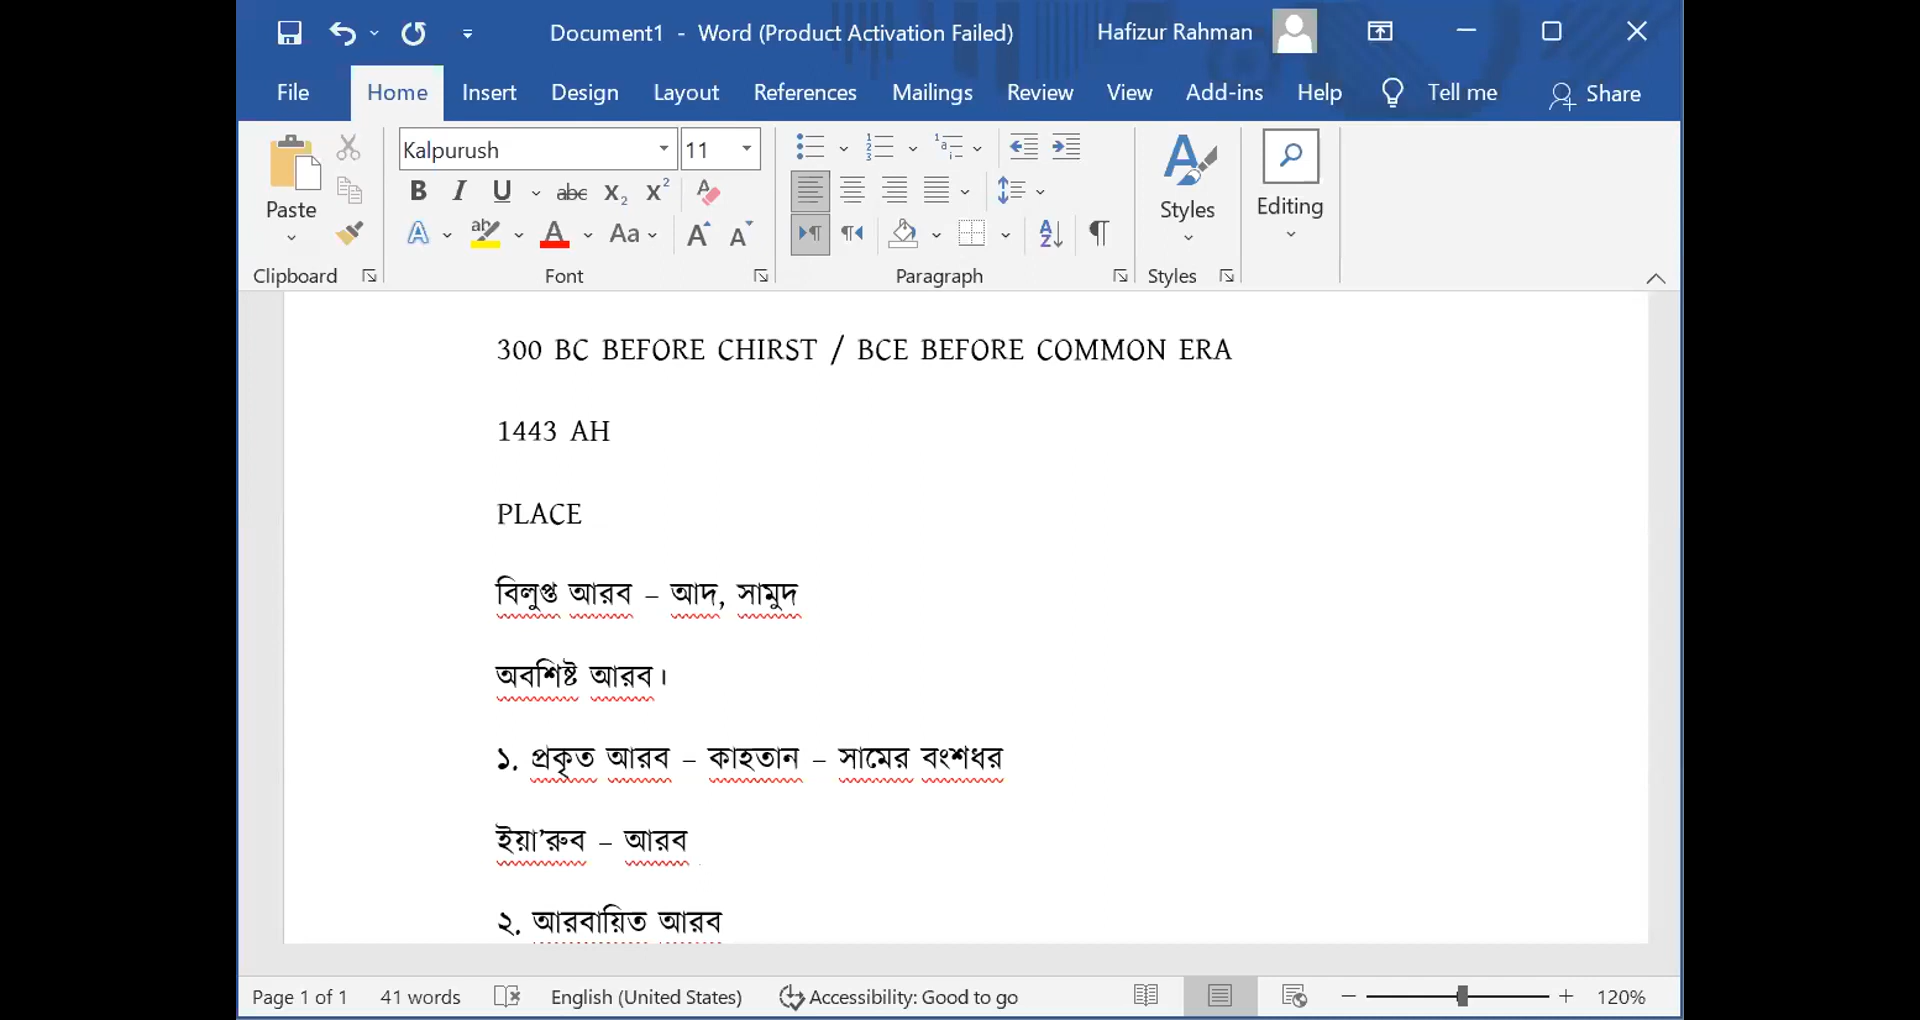 Document1 - Word (Product Activation Failed) Hafizur Rahman
File Home Insert Design Layout References Mailings Review View Add-ins Help Tell me Share
Kalpurush 11
Paste
Styles
Editing
Clipboard Font Paragraph Styles
300 BC BEFORE CHIRST / BCE BEFORE COMMON ERA
1443 AH
PLACE
বিলুপ্ত আরব – আদ, সামুদ
অবশিষ্ট আরব।
১. প্রকৃত আরব – কাহতান – সামের বংশধর
ইয়া’রুব – আরব
২. আরবায়িত আরব
Page 1 of 1 41 words English (United States) Accessibility: Good to go 120%